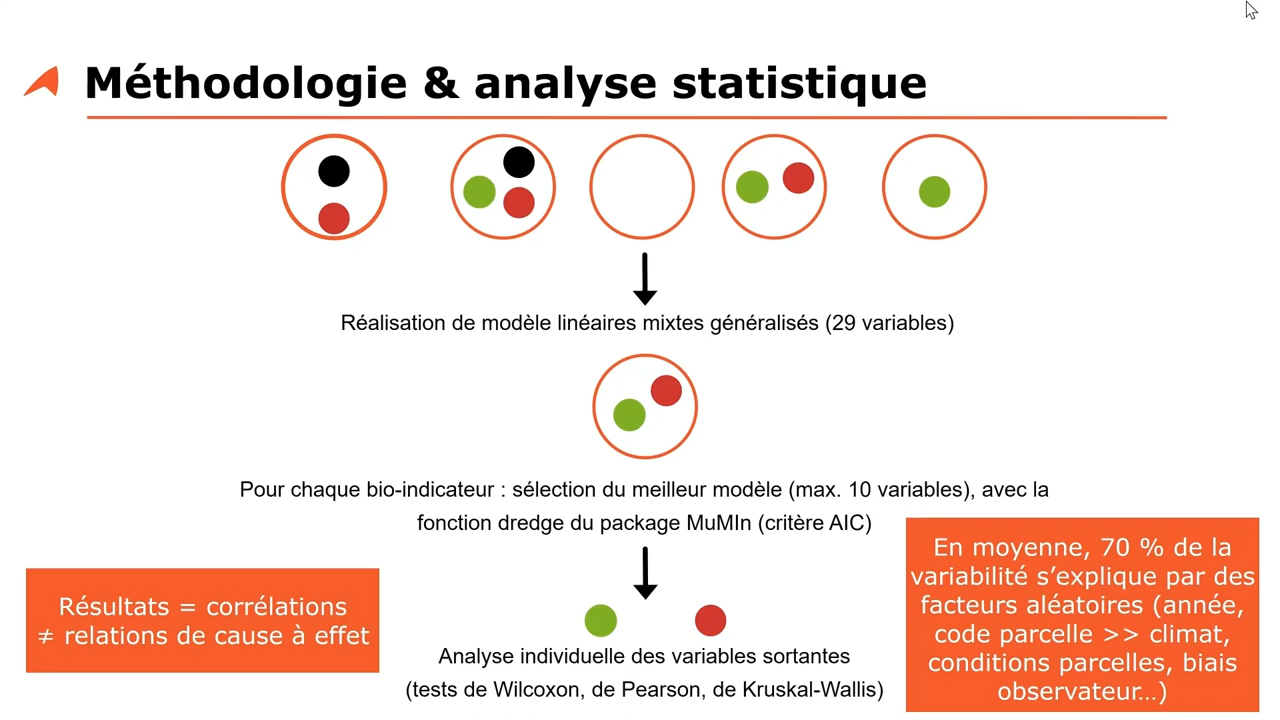 Méthodologie & analyse statistique
Réalisation de modèle linéaires mixtes généralisés (29 variables)
Pour chaque bio-indicateur : sélection du meilleur modèle (max. 10 variables), avec la
fonction dredge du package MuMIn (critère AIC)
Résultats = corrélations
≠ relations de cause à effet
Analyse individuelle des variables sortantes
(tests de Wilcoxon, de Pearson, de Kruskal-Wallis)
En moyenne, 70 % de la
variabilité s’explique par des
facteurs aléatoires (année,
code parcelle >> climat,
conditions parcelles, biais
observateur…)